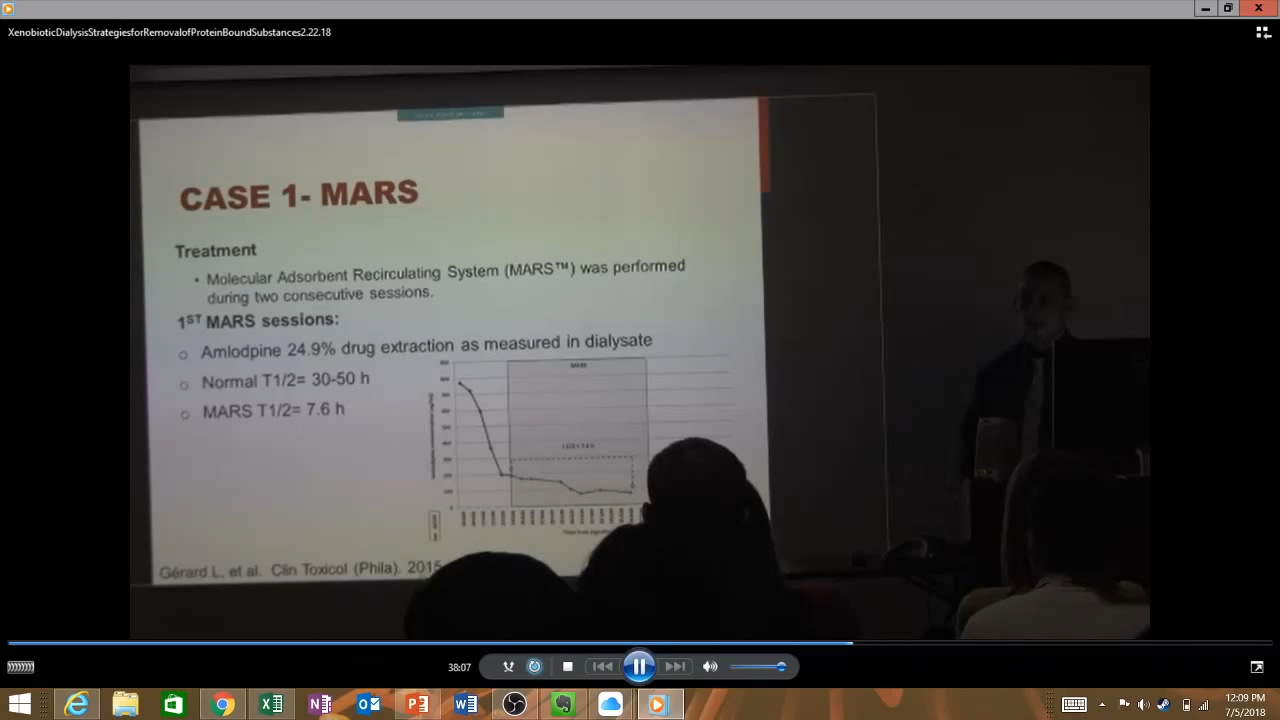 XenobioticDialysisStrategiesforRemovalofProteinBoundSubstances2.22.18
CASE 1- MARS
Treatment
• Molecular Adsorbent Recirculating System (MARS™) was performed
during two consecutive sessions.
1ST MARS sessions:
Amlodpine 24.9% drug extraction as measured in dialysate
Normal T1/2= 30-50 h
MARS T1/2= 7.6 h
MARS
Gérard L, et al. Clin Toxicol (Phila). 2015
38:07
12:09 PM
7/5/2018